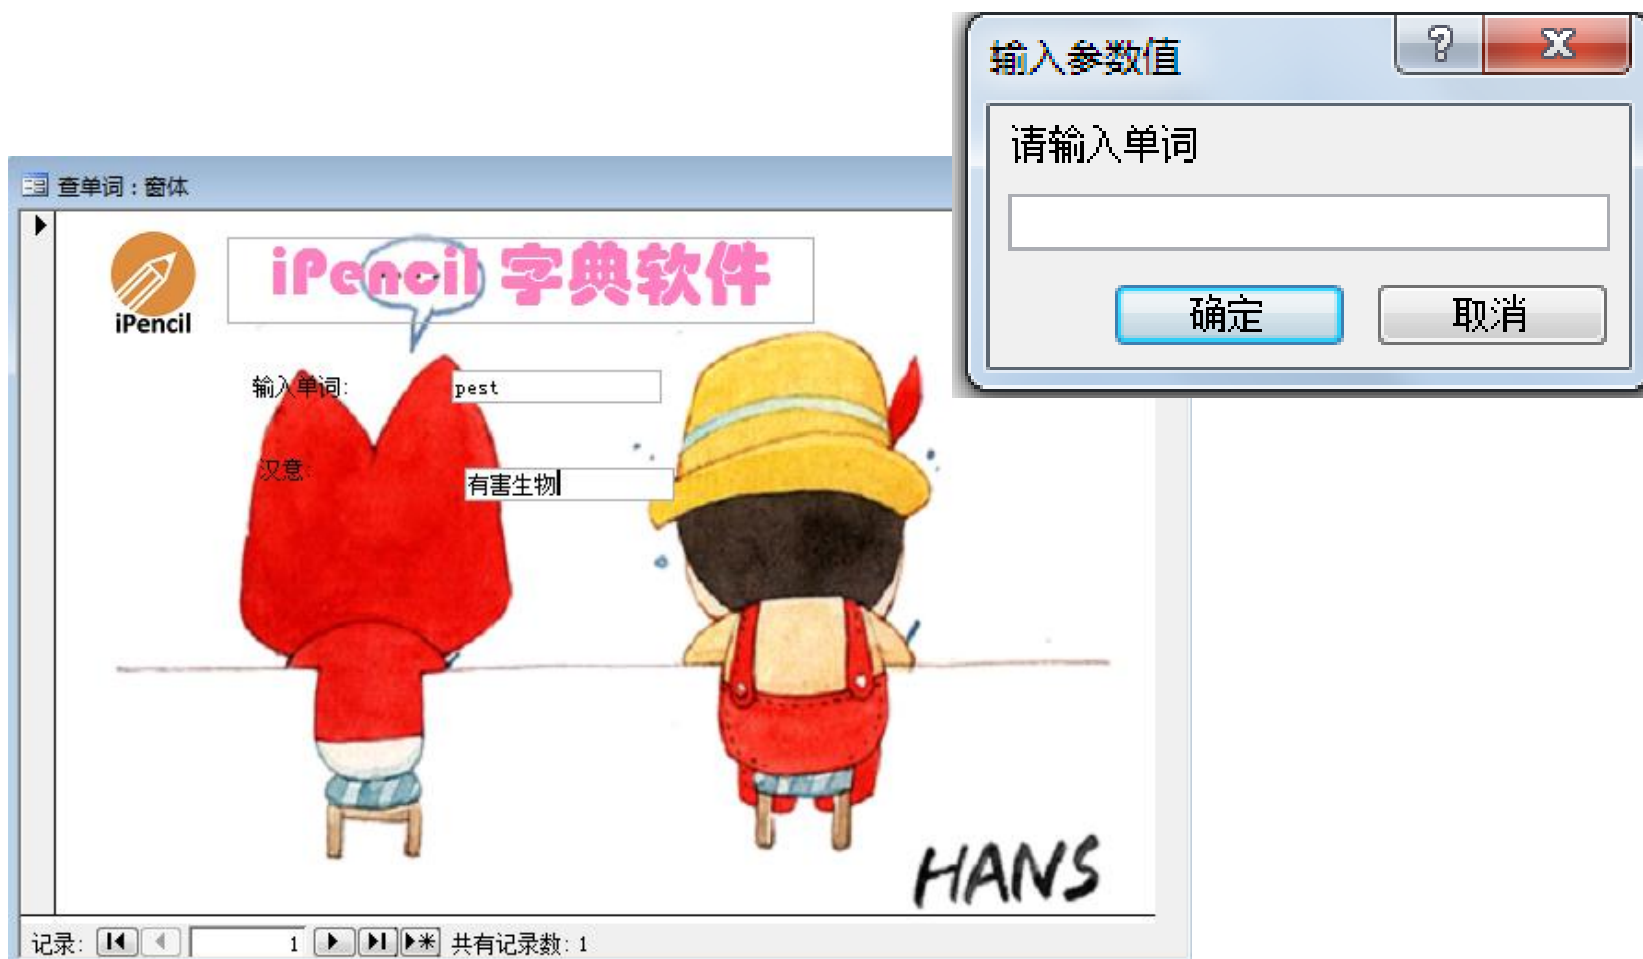 输入参数值
请输入单词
确定
取消
查单词 : 窗体
iPencil 字典软件
iPencil
输入单词:
pest
汉意:
有害生物
HANS
记录: 1 共有记录数: 1